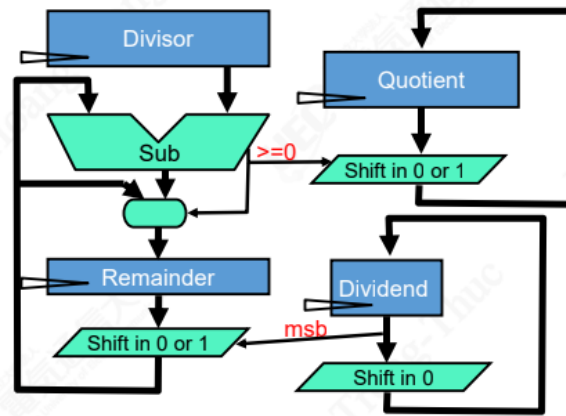 Divisor
Quotient
Sub
>=0
Shift in 0 or 1
Remainder
Dividend
msb
Shift in 0 or 1
Shift in 0